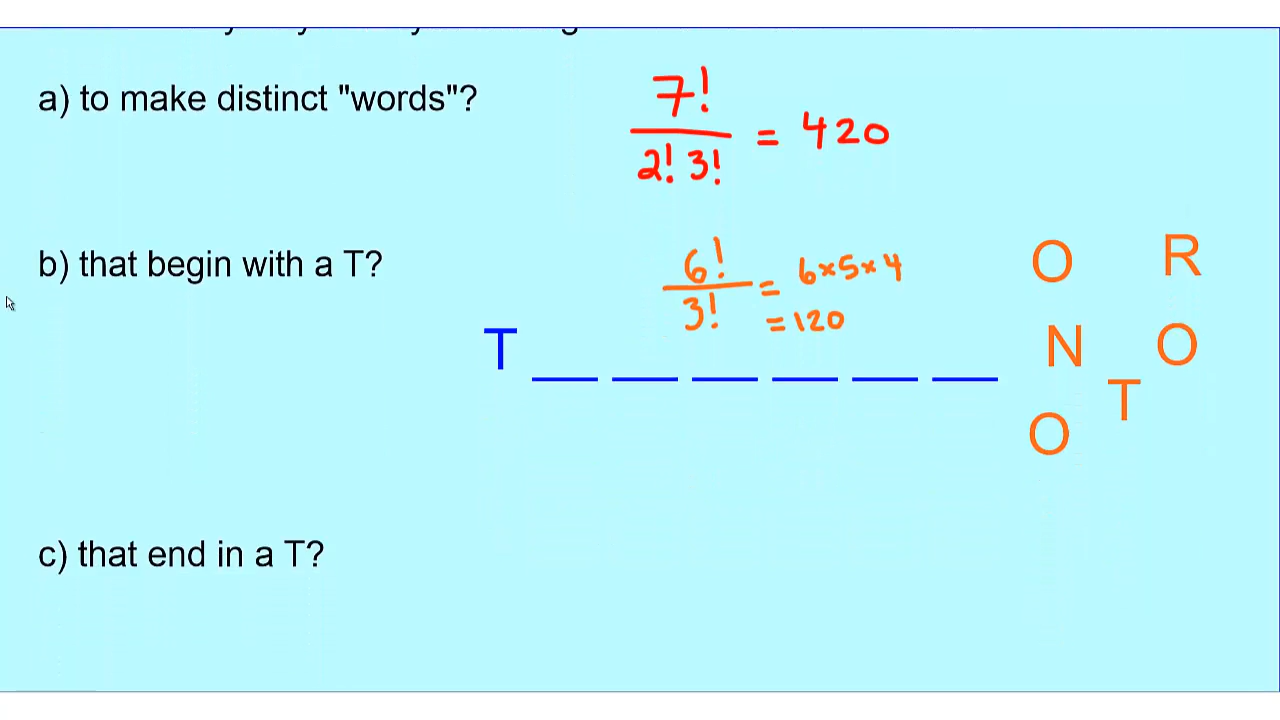 a) to make distinct "words"?
7!
2! 3!
= 420
b) that begin with a T?
6!
3!
= 6×5×4
= 120
T
O R
N O
T
O
c) that end in a T?